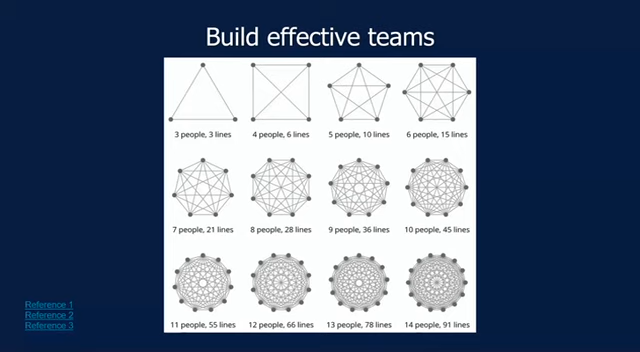 Build effective teams
3 people, 3 lines
4 people, 6 lines
5 people, 10 lines
6 people, 15 lines
7 people, 21 lines
8 people, 28 lines
9 people, 36 lines
10 people, 45 lines
11 people, 55 lines
12 people, 66 lines
13 people, 78 lines
14 people, 91 lines
Reference 1
Reference 2
Reference 3